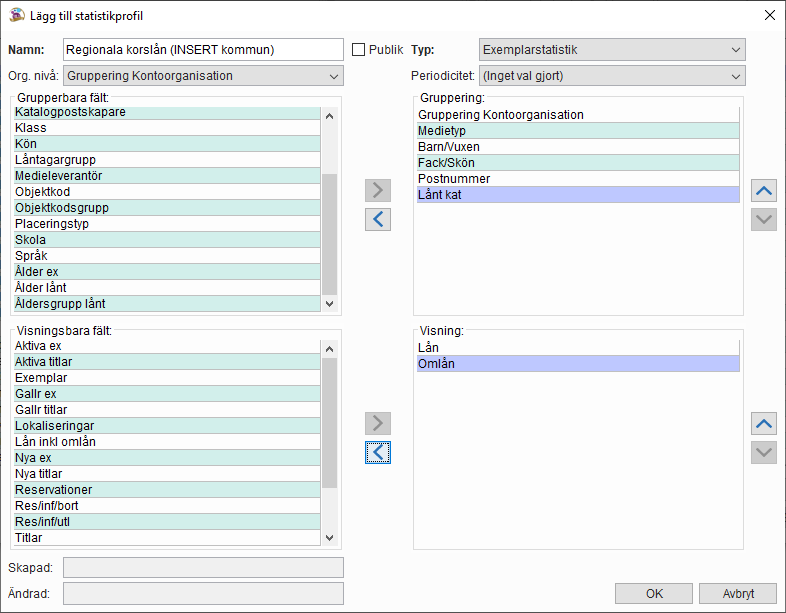 Lägg till statistikprofil
Namn: Regionala korslån (INSERT kommun) Publik Typ: Exemplarstatistik
Org. nivå: Gruppering Kontoorganisation Periodicitet: (Inget val gjort)
Grupperbara fält:
Katalogpostskapare
Klass
Kön
Låntagargrupp
Medieleverantör
Objektkod
Objektkodsgrupp
Placeringstyp
Skola
Språk
Ålder ex
Ålder lånt
Åldersgrupp lånt
Gruppering:
Gruppering Kontoorganisation
Medietyp
Barn/Vuxen
Fack/Skön
Postnummer
Lånt kat
Visningsbara fält:
Aktiva ex
Aktiva titlar
Exemplar
Gallr ex
Gallr titlar
Lokaliseringar
Lån inkl omlån
Nya ex
Nya titlar
Reservationer
Res/inf/bort
Res/inf/utl
Titlar
Visning:
Lån
Omlån
Skapad:
Ändrad:
OK Avbryt